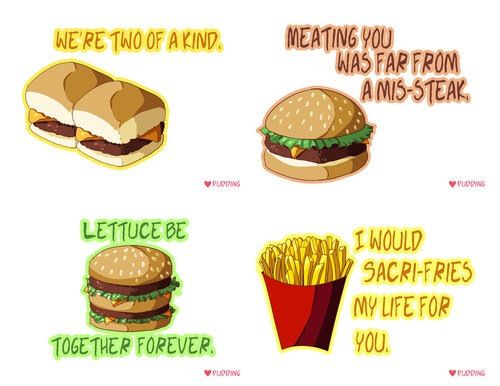 WE'RE TWO OF A KIND.
♥PUDDING
MEATING YOU
WAS FAR FROM
A MIS-STEAK.
♥PUDDING
LETTUCE BE
TOGETHER FOREVER.
♥PUDDING
I WOULD
SACRI-FRIES
MY LIFE FOR
YOU.
♥PUDDING